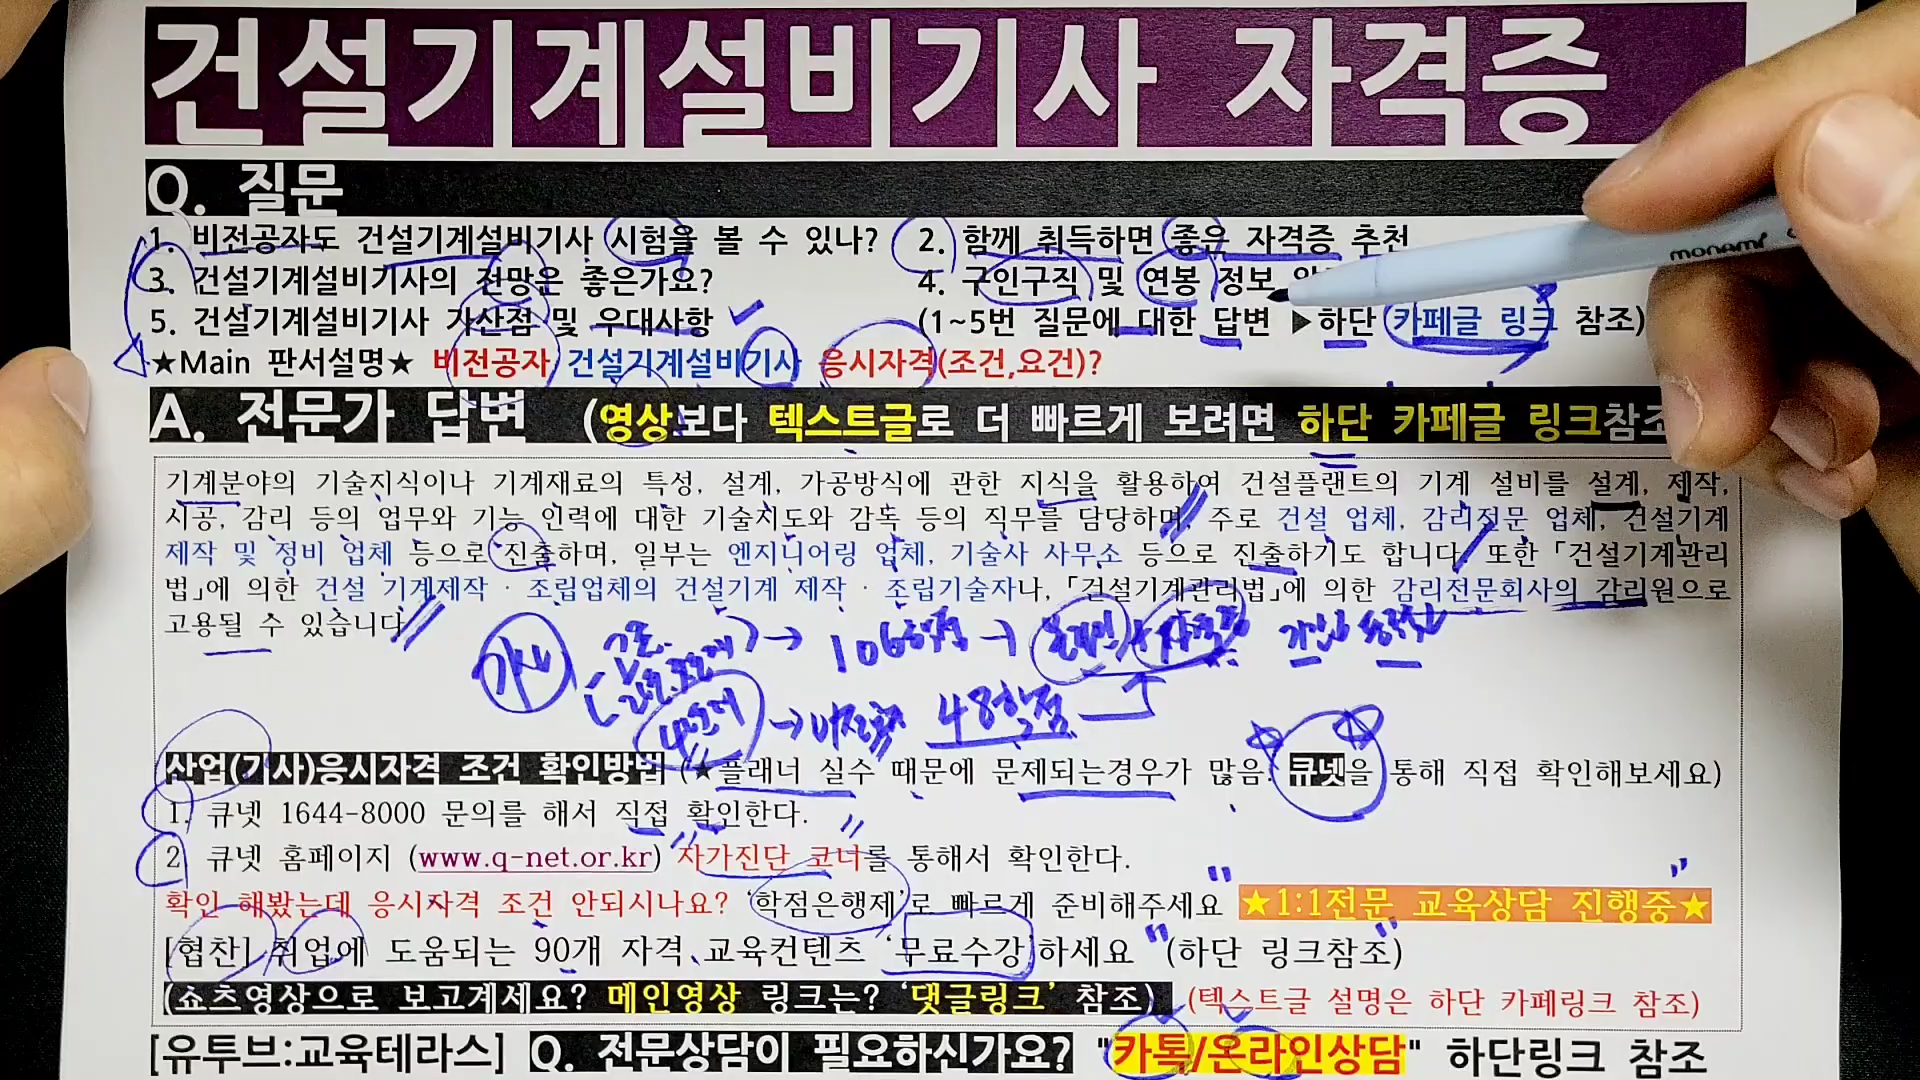 건설기계설비기사 자격증
Q. 질문
1. 비전공자도 건설기계설비기사 시험을 볼 수 있나? 2. 함께 취득하면 좋은 자격증 추천
3. 건설기계설비기사의 전망은 좋은가요? 4. 구인구직 및 연봉 정보
5. 건설기계설비기사 가산점 및 우대사항 (1~5번 질문에 대한 답변 ▶하단 카페글 링크 참조)
★Main 판서설명★ 비전공자 건설기계설비기사 응시자격(조건,요건)?
monami
A. 전문가 답변 (영상보다 텍스트글로 더 빠르게 보려면 하단 카페글 링크참조
기계분야의 기술지식이나 기계재료의 특성, 설계, 가공방식에 관한 지식을 활용하여 건설플랜트의 기계 설비를 설계, 제작,
시공, 감리 등의 업무와 기능 인력에 대한 기술지도와 감독 등의 직무를 담당하며, 주로 건설 업체, 감리전문 업체, 건설기계
제작 및 정비 업체 등으로 진출하며, 일부는 엔지니어링 업체, 기술사 사무소 등으로 진출하기도 합니다. 또한 「건설기계관리
법」에 의한 건설 기계제작 · 조립업체의 건설기계 제작 · 조립기술자나, 「건설기계관리법」에 의한 감리전문회사의 감리원으로
고용될 수 있습니다.
기사 → 106학점 →
4년제 → 비전공 48학점
산업(기사)응시자격 조건 확인방법 (★플래너 실수 때문에 문제되는경우가 많음. 큐넷을 통해 직접 확인해보세요)
1. 큐넷 1644-8000 문의를 해서 직접 확인한다.
2 큐넷 홈페이지 (www.q-net.or.kr) 자가진단 코너를 통해서 확인한다.
확인 해봤는데 응시자격 조건 안되시나요? '학점은행제'로 빠르게 준비해주세요 ★1:1전문 교육상담 진행중★
[협찬] 취업에 도움되는 90개 자격 교육컨텐츠 '무료수강'하세요 (하단 링크참조)
(쇼츠영상으로 보고계세요? 메인영상 링크는? '댓글링크' 참조) (텍스트글 설명은 하단 카페링크 참조)
[유투브:교육테라스] Q. 전문상담이 필요하신가요? "카톡/온라인상담" 하단링크 참조